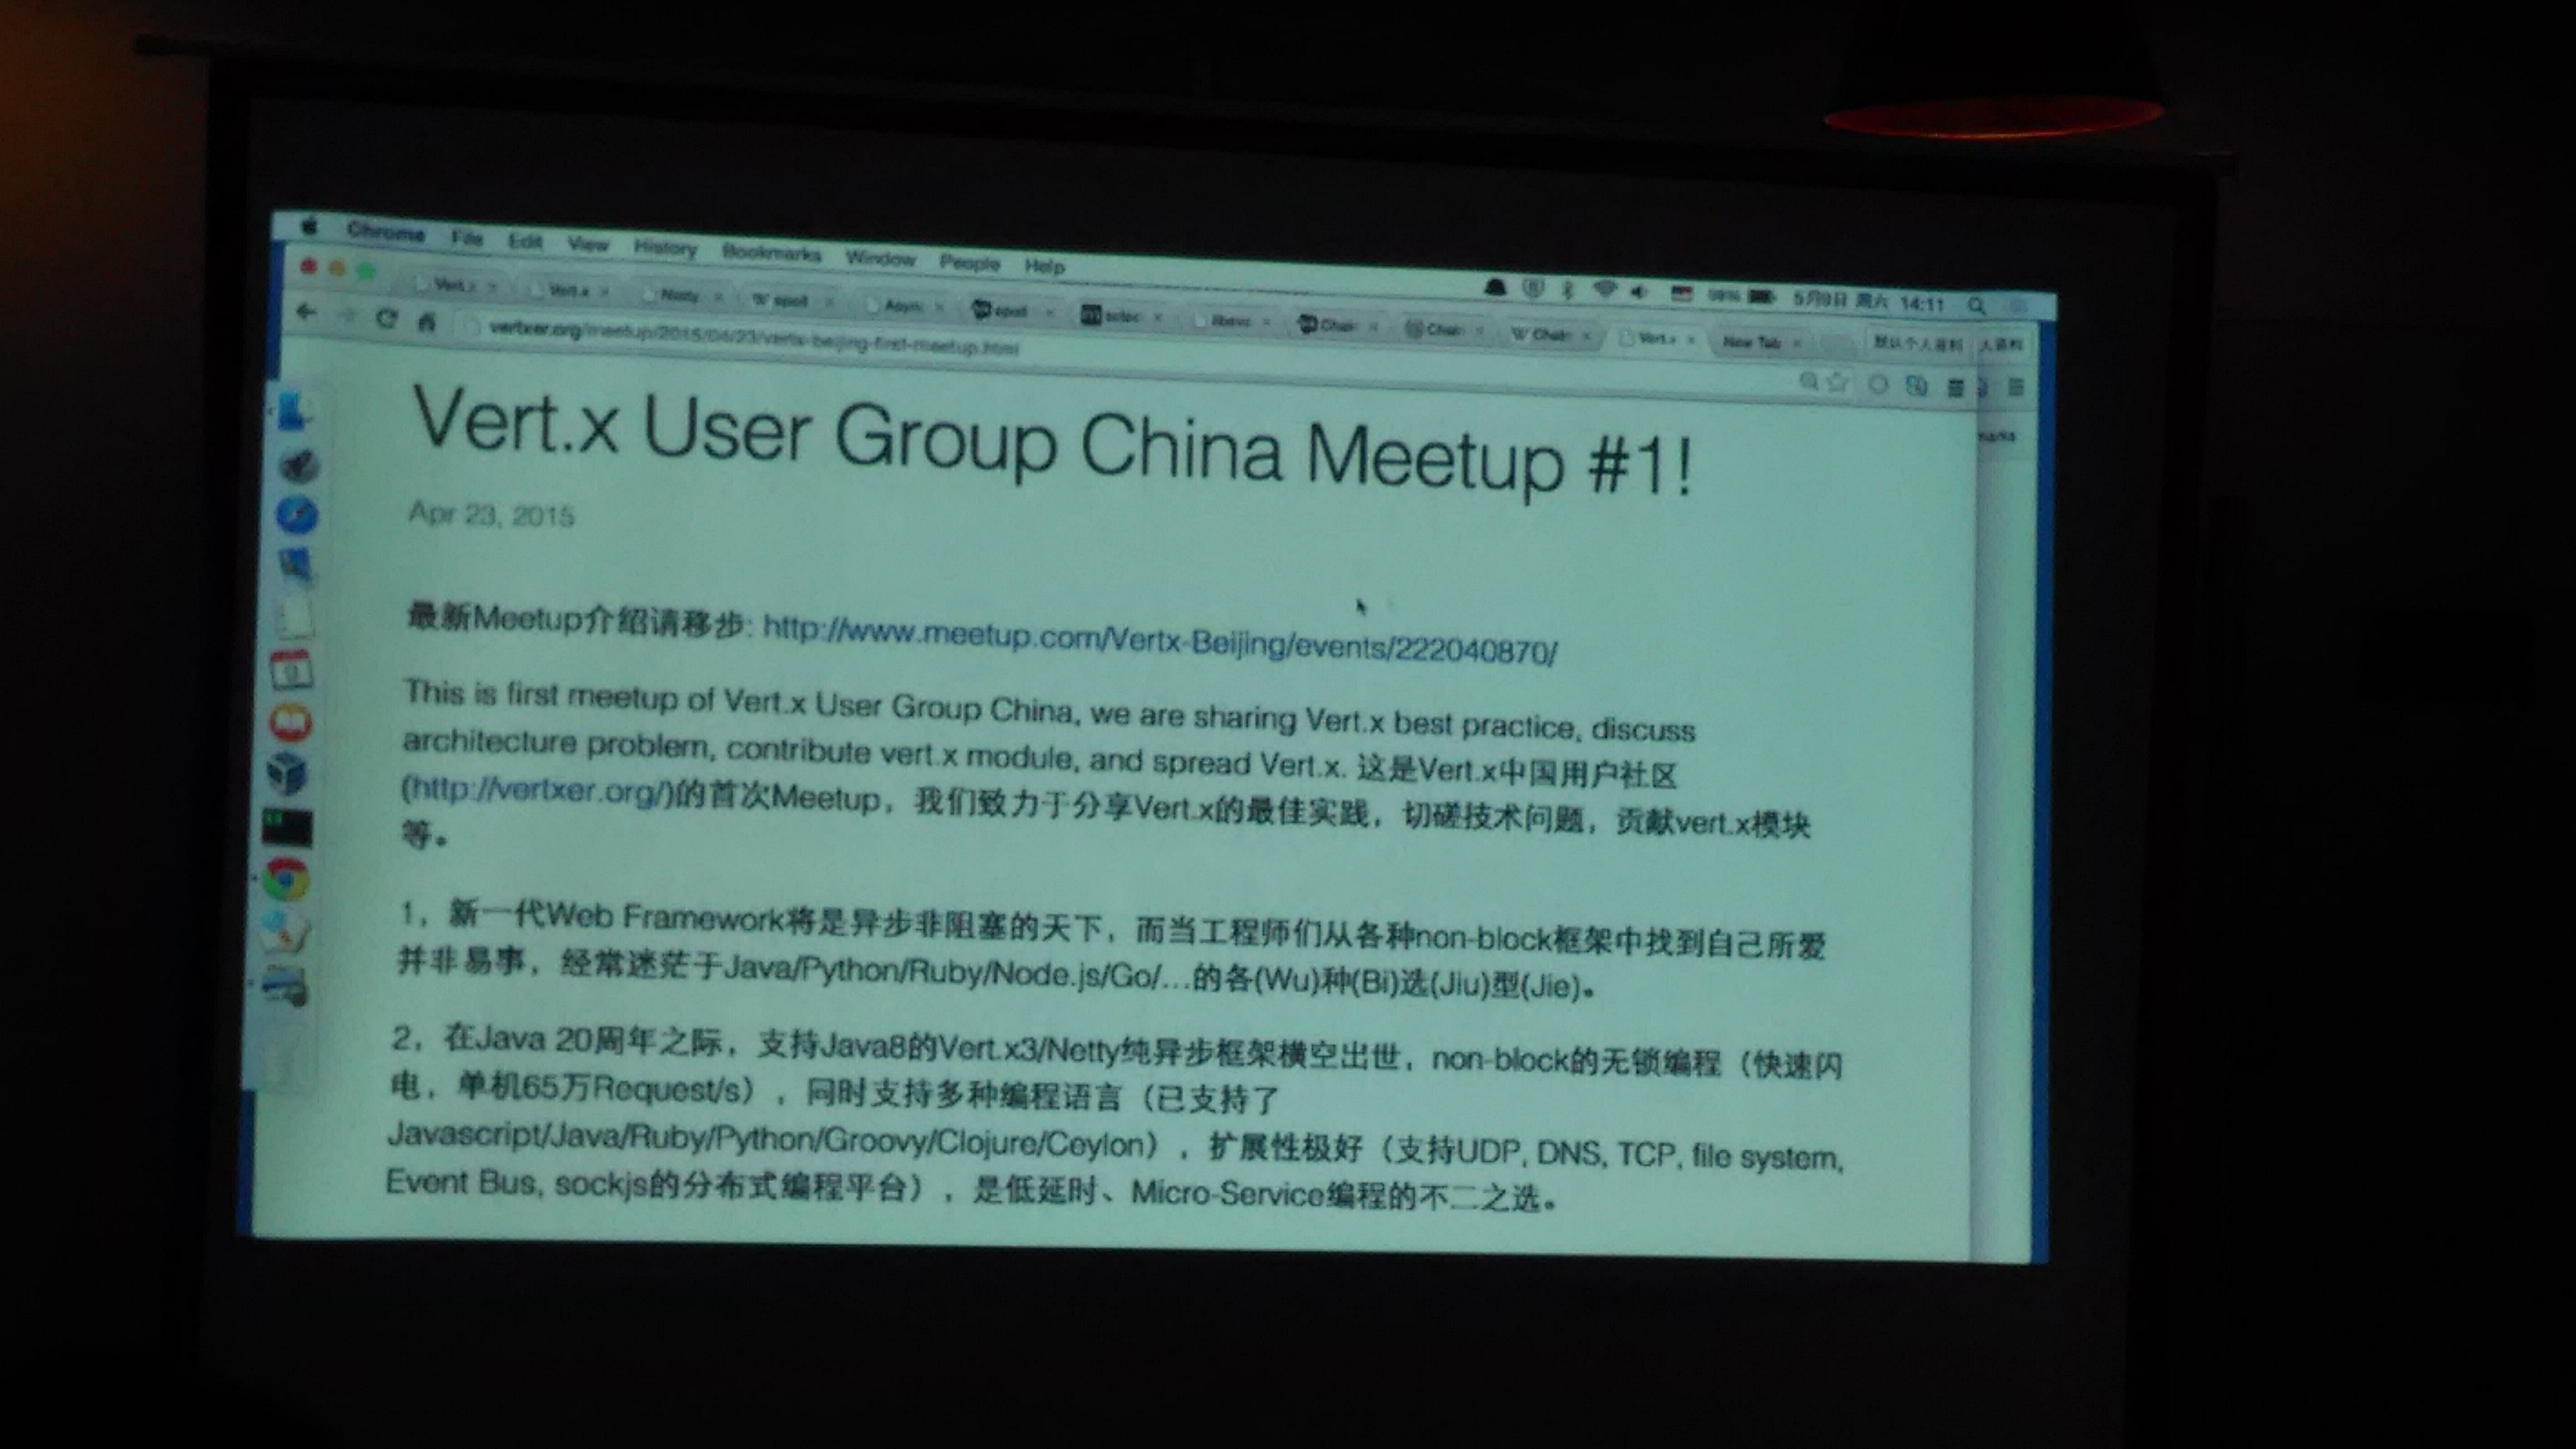 Chrome File Edit View History Bookmarks Window People Help
5月9日 周六 14:11
Vert.x Vert.x Netty epoll epoll Vert.x New Tab
vertxer.org/meetup/2015/04/23/vertx-beijing-first-meetup.html
Vert.x User Group China Meetup #1!
Apr 23, 2015
最新Meetup介绍请移步: http://www.meetup.com/Vertx-Beijing/events/222040870/
This is first meetup of Vert.x User Group China, we are sharing Vert.x best practice, discuss
architecture problem, contribute vert.x module, and spread Vert.x. 这是Vert.x中国用户社区
(http://vertxer.org/)的首次Meetup，我们致力于分享Vert.x的最佳实践，切磋技术问题，贡献vert.x模块
等。
1，新一代Web Framework将是异步非阻塞的天下，而当工程师们从各种non-block框架中找到自己所爱
并非易事，经常迷茫于Java/Python/Ruby/Node.js/Go/...的各(Wu)种(Bi)选(Jiu)型(Jie)。
2，在Java 20周年之际，支持Java8的Vert.x3/Netty纯异步框架横空出世，non-block的无锁编程（快速闪
电，单机65万Request/s），同时支持多种编程语言（已支持了
Javascript/Java/Ruby/Python/Groovy/Clojure/Ceylon），扩展性极好（支持UDP, DNS, TCP, file system,
Event Bus, sockjs的分布式编程平台），是低延时、Micro-Service编程的不二之选。